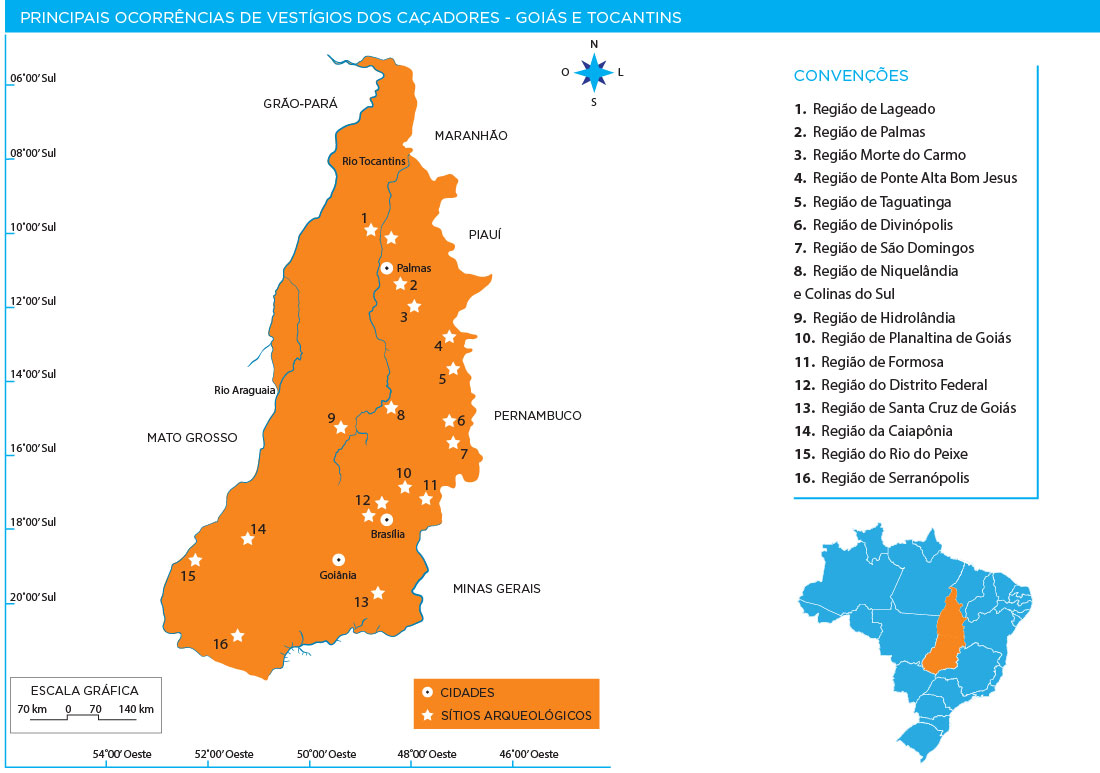 PRINCIPAIS OCORRÊNCIAS DE VESTÍGIOS DOS CAÇADORES - GOIÁS E TOCANTINS
N
O
L
S
06°00’ Sul
08°00’ Sul
10°00’ Sul
12°00’ Sul
14°00’ Sul
16°00’ Sul
18°00’ Sul
20°00’ Sul
GRÃO-PARÁ
MARANHÃO
Rio Tocantins
1
PIAUÍ
Palmas
2
3
4
5
Rio Araguaia
8
9
6
PERNAMBUCO
MATO GROSSO
7
10
11
12
14
Brasília
15
Goiânia
MINAS GERAIS
13
16
CONVENÇÕES
1. Região de Lageado
2. Região de Palmas
3. Região Morte do Carmo
4. Região de Ponte Alta Bom Jesus
5. Região de Taguatinga
6. Região de Divinópolis
7. Região de São Domingos
8. Região de Niquelândia
e Colinas do Sul
9. Região de Hidrolândia
10. Região de Planaltina de Goiás
11. Região de Formosa
12. Região do Distrito Federal
13. Região de Santa Cruz de Goiás
14. Região da Caiapônia
15. Região do Rio do Peixe
16. Região de Serranópolis
ESCALA GRÁFICA
70 km 0 70 140 km
CIDADES
SÍTIOS ARQUEOLÓGICOS
54°00’ Oeste
52°00’ Oeste
50°00’ Oeste
48°00’ Oeste
46°00’ Oeste